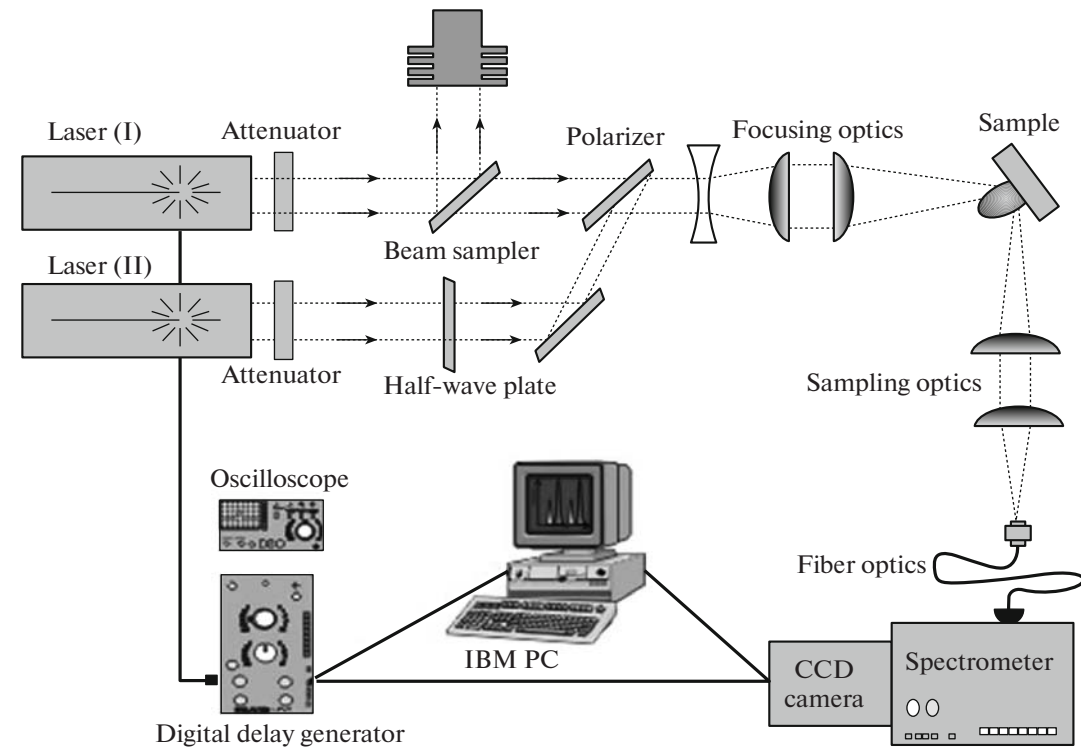 Laser (I)
Attenuator
Polarizer
Focusing optics
Sample
Beam sampler
Laser (II)
Attenuator
Half-wave plate
Sampling optics
Oscilloscope
Fiber optics
IBM PC
CCD
camera
Spectrometer
Digital delay generator